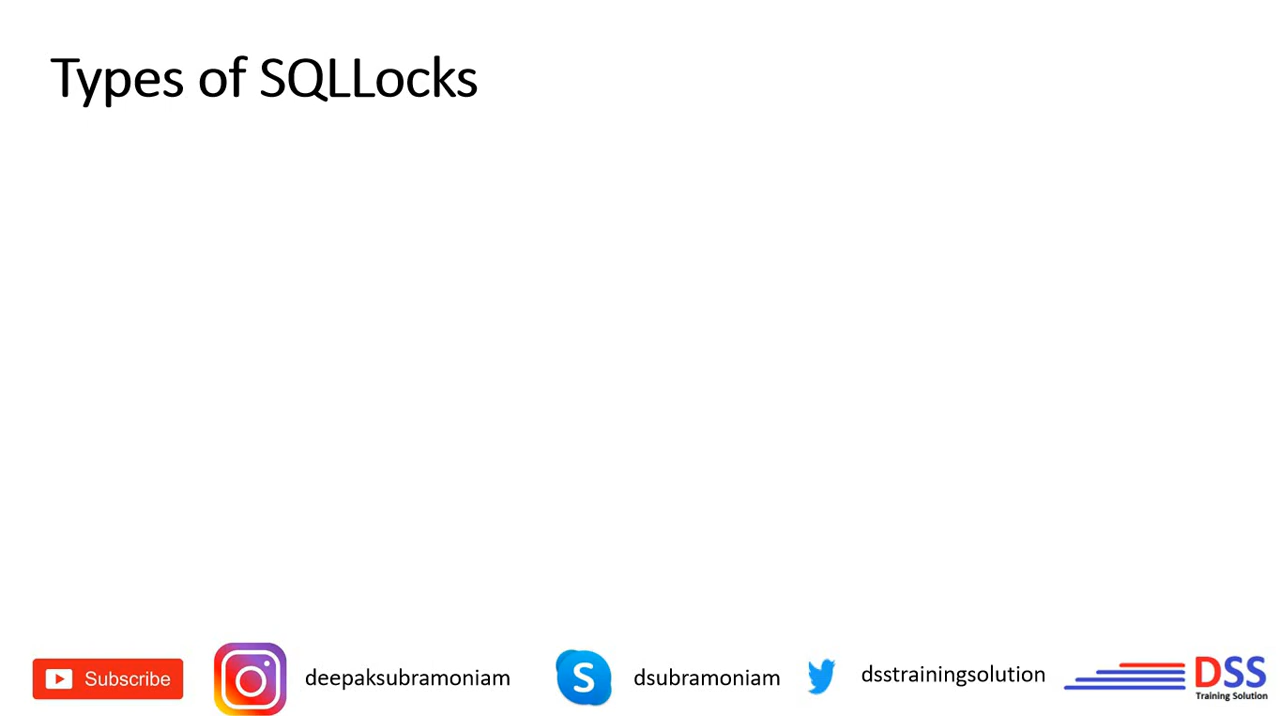 Types of SQLLocks
Subscribe
deepaksubramoniam
S
dsubramoniam
dsstrainingsolution
DSS
Training Solution